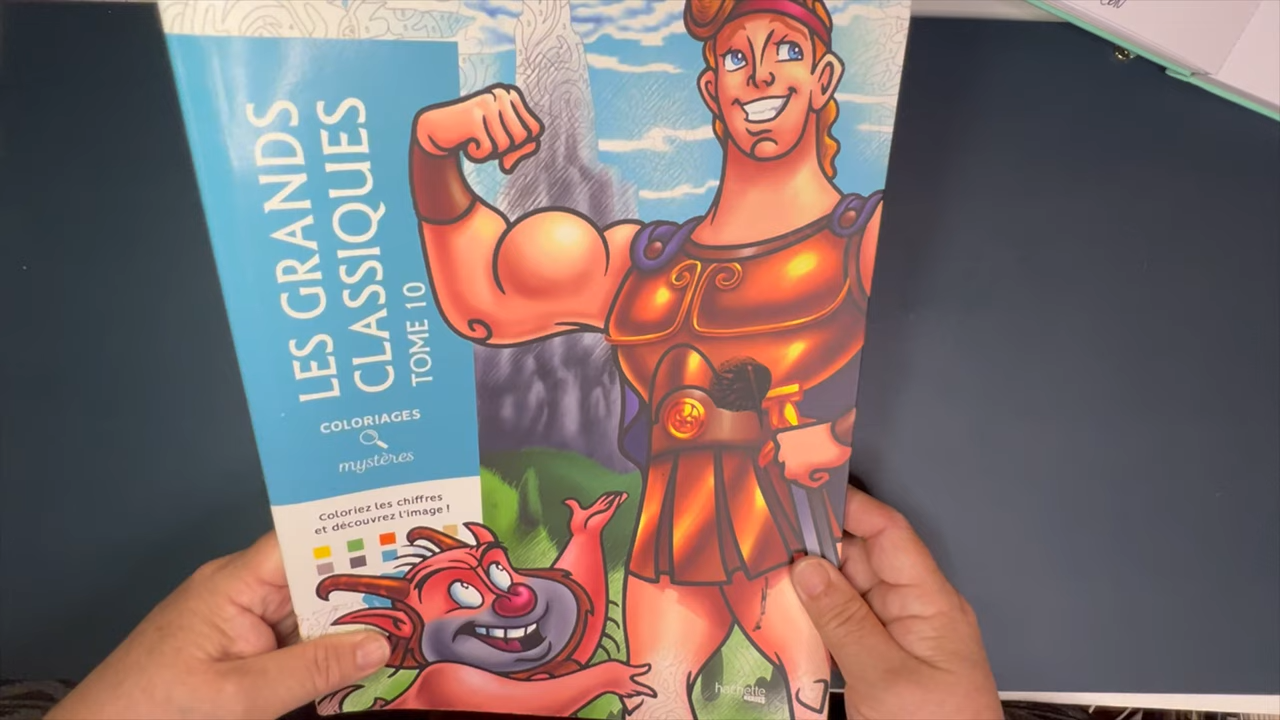 LES GRANDS
CLASSIQUES
TOME 10
COLORIAGES
mystères
Coloriez les chiffres
et découvrez l'image !
hachette